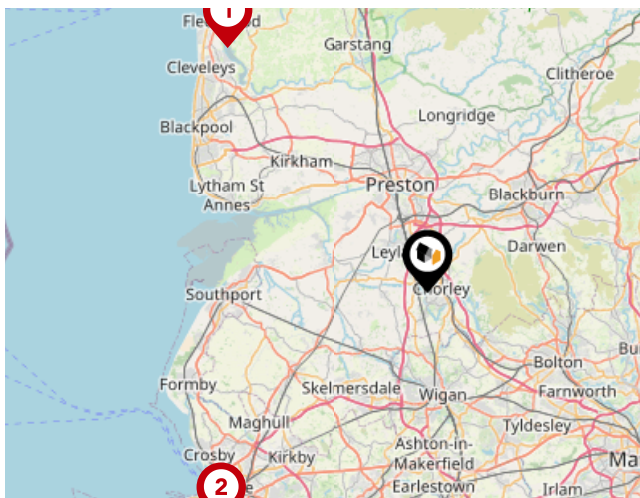 1
Garstang
Cleveleys
Clitheroe
Longridge
Blackpool
Kirkham
Preston
Lytham St
Annes
Blackburn
Darwen
Chorley
Southport
Bolton
Formby
Skelmersdale
Wigan
Farnworth
Maghull
Tyldesley
Crosby
Kirkby
Ashton-in-
Makerfield
2
Earlestown
Irlam